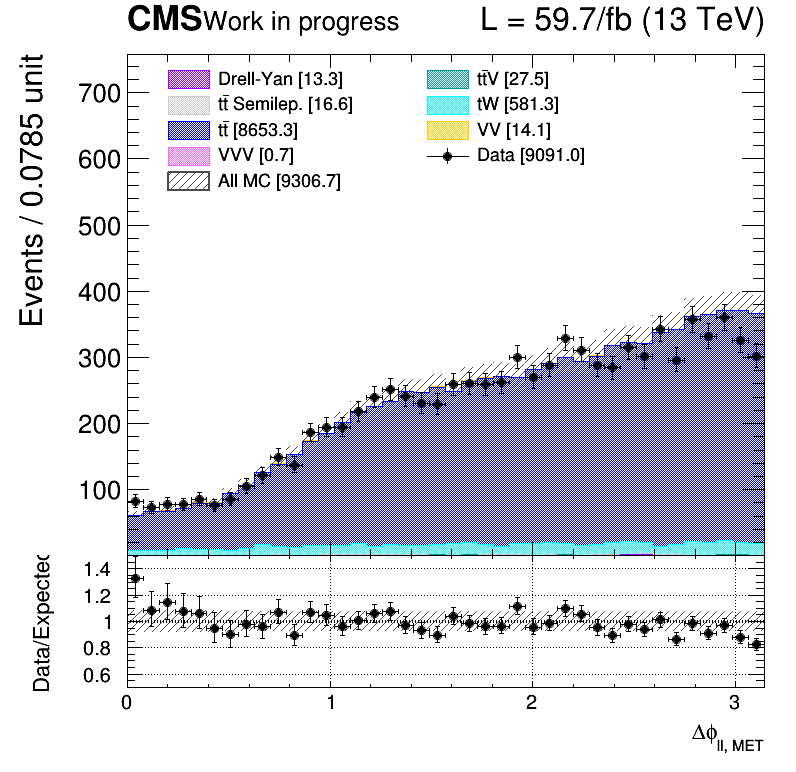 CMS Work in progress L = 59.7/fb (13 TeV)
Events / 0.0785 unit
700
600
500
400
300
200
100
Drell-Yan [13.3]
tt̄ Semilep. [16.6]
tt̄ [8653.3]
VVV [0.7]
All MC [9306.7]
tt̄V [27.5]
tW [581.3]
VV [14.1]
Data [9091.0]
Data/Expected
1.4
1.2
1
0.8
0.6
0 1 2 3
Δϕll, MET